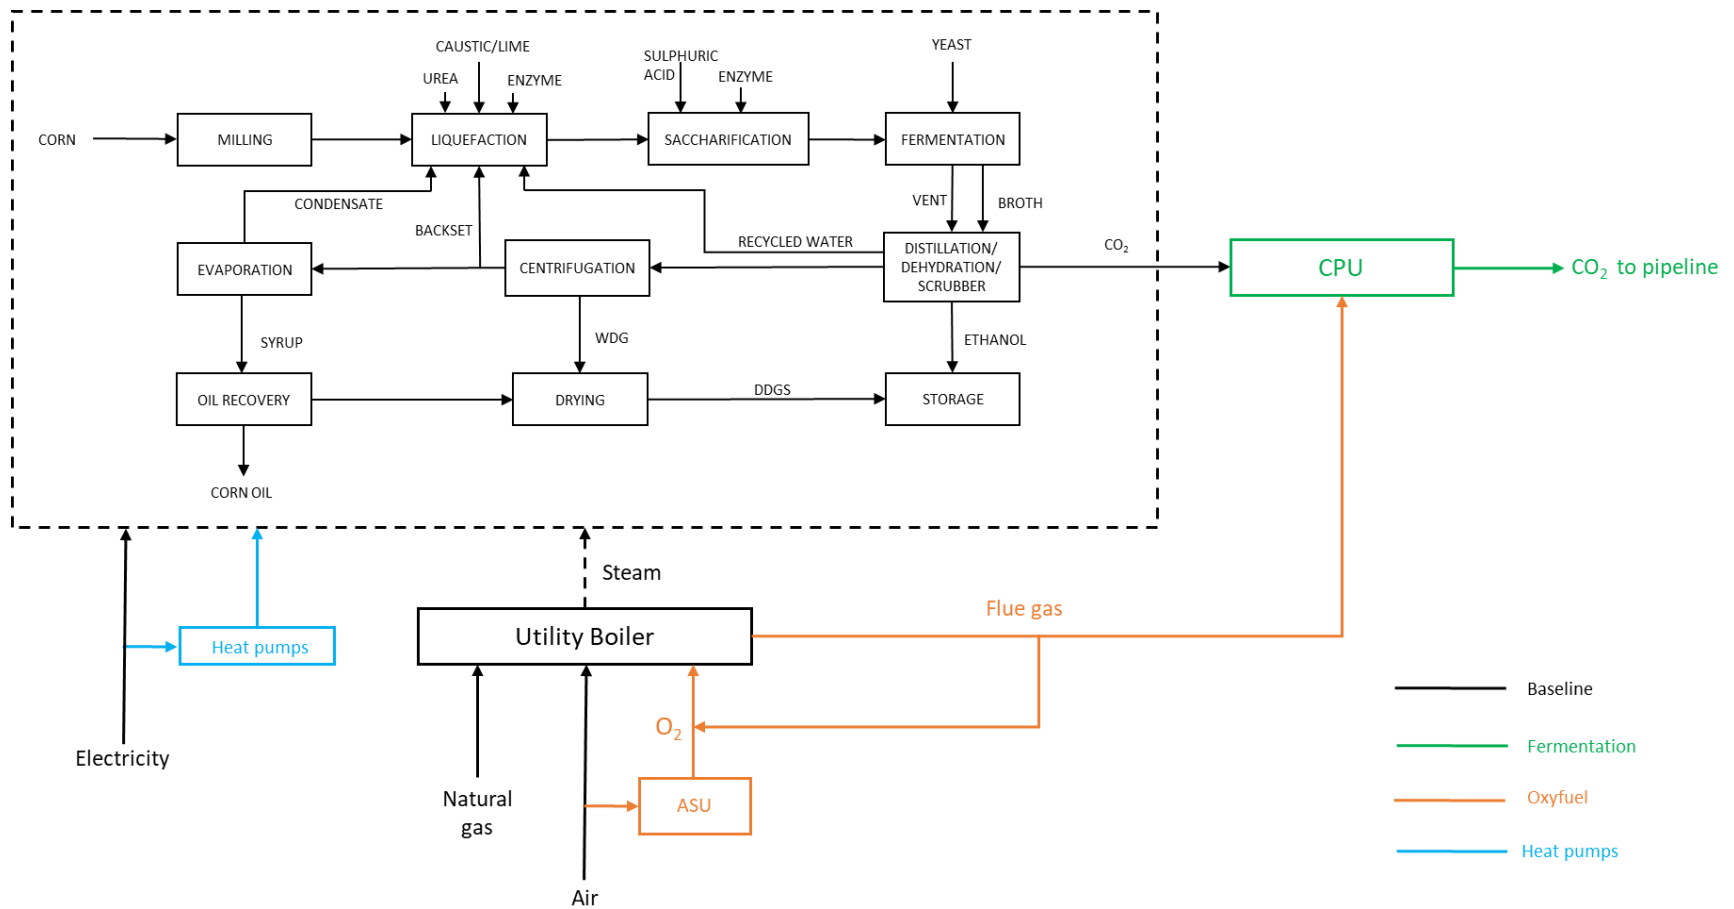 CAUSTIC/LIME
UREA
ENZYME
SULPHURIC
ACID
ENZYME
YEAST
CORN
MILLING
LIQUEFACTION
SACCHARIFICATION
FERMENTATION
CONDENSATE
BACKSET
VENT
BROTH
RECYCLED WATER
EVAPORATION
CENTRIFUGATION
DISTILLATION/
DEHYDRATION/
SCRUBBER
CO2
CPU
CO2 to pipeline
SYRUP
WDG
ETHANOL
OIL RECOVERY
DRYING
DDGS
STORAGE
CORN OIL
Steam
Heat pumps
Utility Boiler
Flue gas
O2
Electricity
Natural
gas
ASU
Air
Baseline
Fermentation
Oxyfuel
Heat pumps